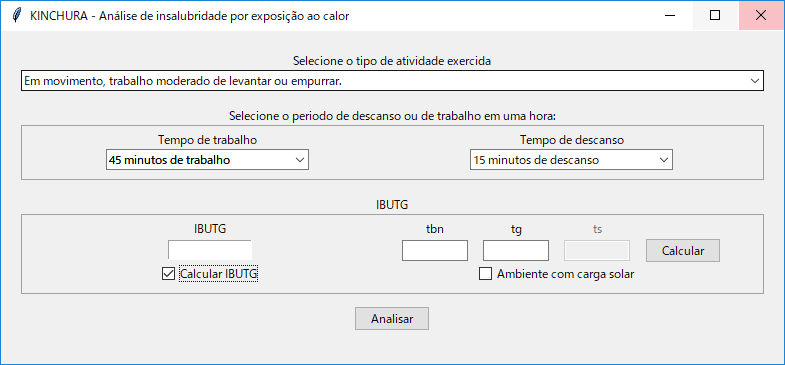 KINCHURA - Análise de insalubridade por exposição ao calor
Selecione o tipo de atividade exercida
Em movimento, trabalho moderado de levantar ou empurrar.
Selecione o periodo de descanso ou de trabalho em uma hora:
Tempo de trabalho
Tempo de descanso
45 minutos de trabalho
15 minutos de descanso
IBUTG
IBUTG
tbn
tg
ts
Calcular
Calcular IBUTG
Ambiente com carga solar
Analisar